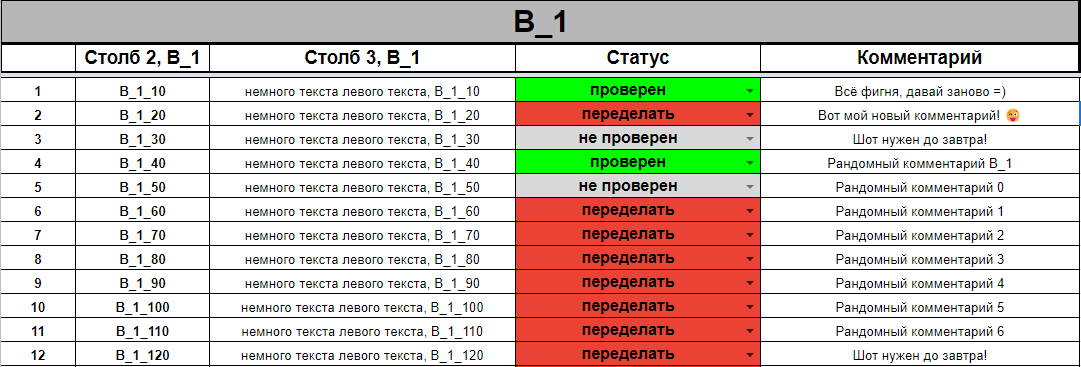 B_1
Столб 2, B_1 Столб 3, B_1 Статус Комментарий
1 B_1_10 немного текста левого текста, B_1_10 проверен Всё фигня, давай заново =)
2 B_1_20 немного текста левого текста, B_1_20 переделать Вот мой новый комментарий! 😜
3 B_1_30 немного текста левого текста, B_1_30 не проверен Шот нужен до завтра!
4 B_1_40 немного текста левого текста, B_1_40 проверен Рандомный комментарий B_1
5 B_1_50 немного текста левого текста, B_1_50 не проверен Рандомный комментарий 0
6 B_1_60 немного текста левого текста, B_1_60 переделать Рандомный комментарий 1
7 B_1_70 немного текста левого текста, B_1_70 переделать Рандомный комментарий 2
8 B_1_80 немного текста левого текста, B_1_80 переделать Рандомный комментарий 3
9 B_1_90 немного текста левого текста, B_1_90 переделать Рандомный комментарий 4
10 B_1_100 немного текста левого текста, B_1_100 переделать Рандомный комментарий 5
11 B_1_110 немного текста левого текста, B_1_110 переделать Рандомный комментарий 6
12 B_1_120 немного текста левого текста, B_1_120 переделать Шот нужен до завтра!